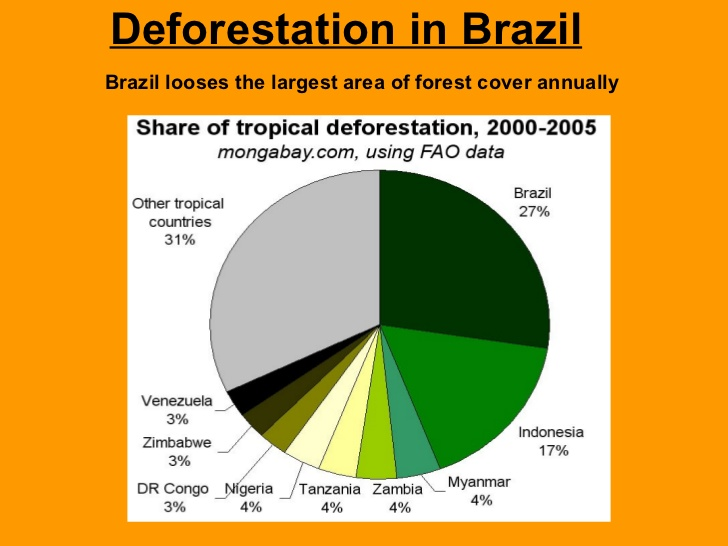 Deforestation in Brazil
Brazil looses the largest area of forest cover annually
Share of tropical deforestation, 2000-2005
mongabay.com, using FAO data
Brazil
27%
Other tropical
countries
31%
Indonesia
17%
Venezuela
3%
Zimbabwe
3%
DR Congo
3%
Nigeria
4%
Tanzania
4%
Zambia
4%
Myanmar
4%